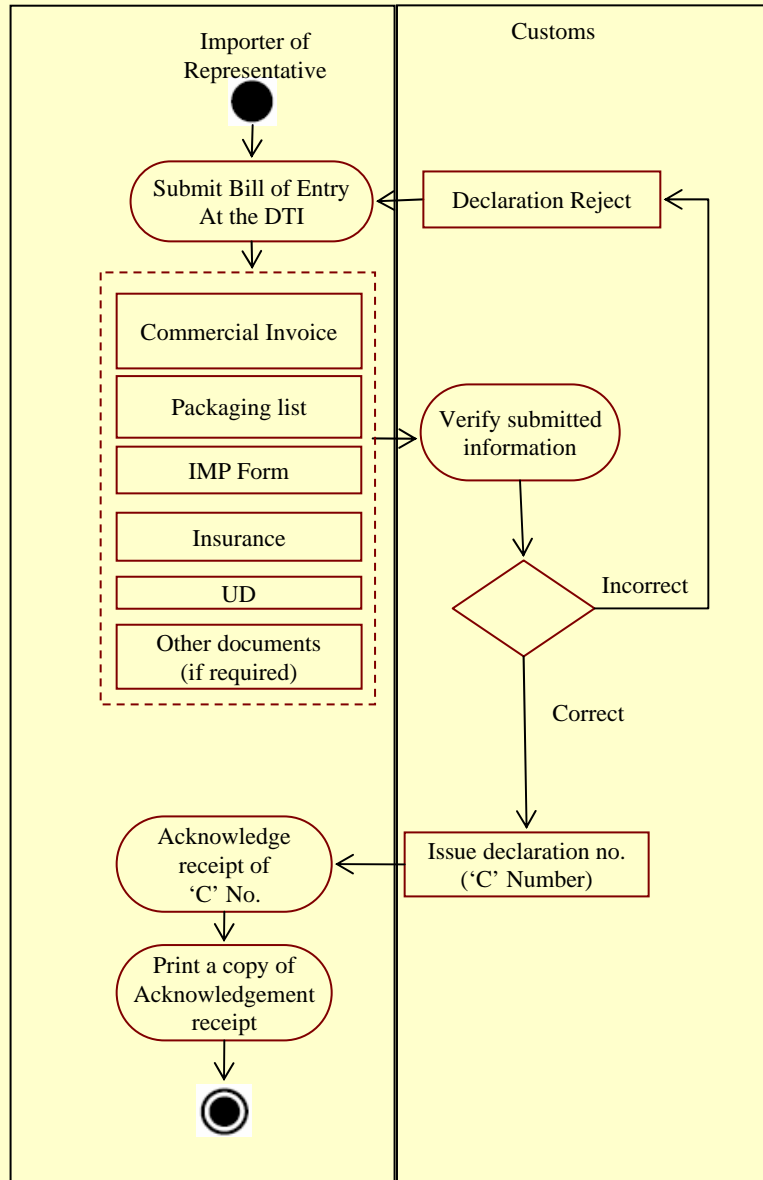 Importer of
Representative
Customs
Submit Bill of Entry
At the DTI
Declaration Reject
Commercial Invoice
Packaging list
IMP Form
Insurance
UD
Other documents
(if required)
Verify submitted
information
Incorrect
Correct
Issue declaration no.
(‘C’ Number)
Acknowledge
receipt of
‘C’ No.
Print a copy of
Acknowledgement
receipt